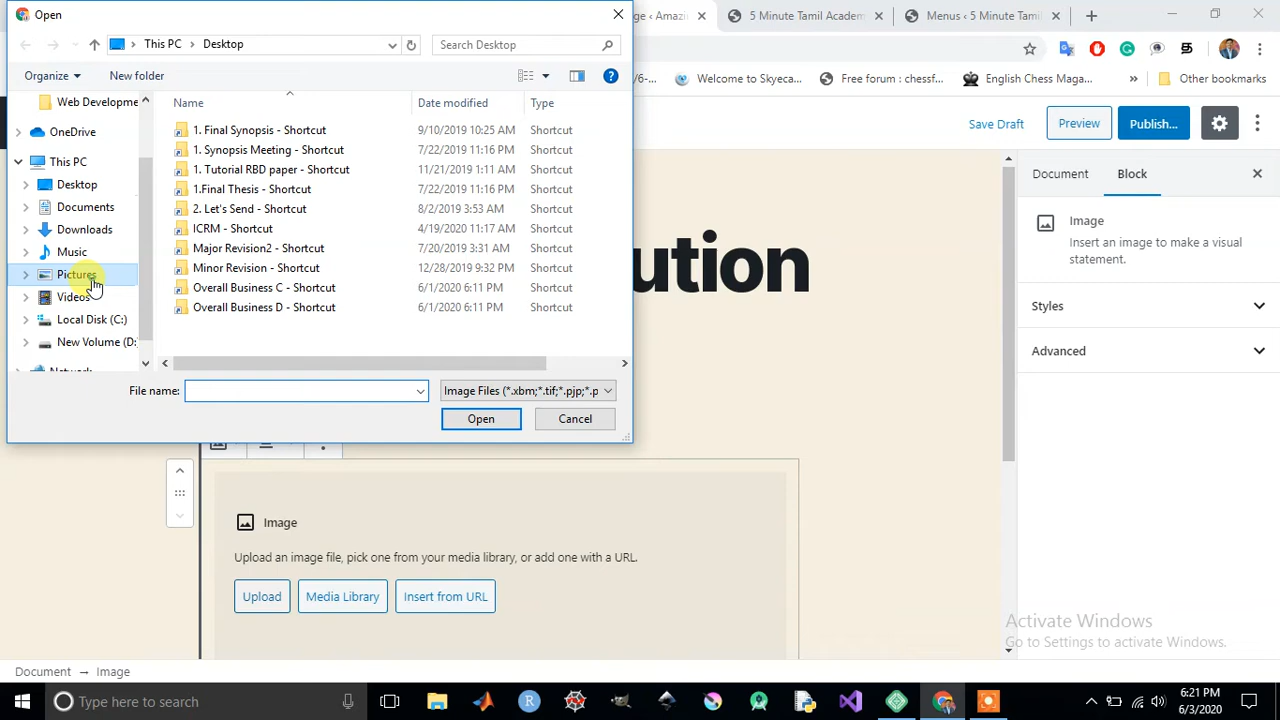 Open
This PC
Desktop
Search Desktop
Organize
New folder
Name
Date modified
Type
Web Developme
OneDrive
This PC
Desktop
Documents
Downloads
Music
Pictures
Videos
Local Disk (C:)
New Volume (D:
Network
1. Final Synopsis - Shortcut 9/10/2019 10:25 AM Shortcut
1. Synopsis Meeting - Shortcut 7/22/2019 11:16 PM Shortcut
1. Tutorial RBD paper - Shortcut 11/21/2019 1:11 AM Shortcut
1.Final Thesis - Shortcut 7/22/2019 11:16 PM Shortcut
2. Let's Send - Shortcut 8/2/2019 3:53 AM Shortcut
ICRM - Shortcut 4/19/2020 11:17 AM Shortcut
Major Revision2 - Shortcut 7/20/2019 3:31 AM Shortcut
Minor Revision - Shortcut 12/28/2019 9:32 PM Shortcut
Overall Business C - Shortcut 6/1/2020 6:11 PM Shortcut
Overall Business D - Shortcut 6/1/2020 6:11 PM Shortcut
File name:
Image Files (*.xbm;*.tif;*.pjp;*.p
Open
Cancel
age ‹ Amazi
5 Minute Tamil Academ
Menus ‹ 5 Minute Tamil
/6-...
Welcome to Skyeca...
Free forum : chessf...
English Chess Maga...
»
Other bookmarks
Save Draft
Preview
Publish...
Document
Block
Image
Insert an image to make a visual
statement.
Styles
Advanced
ution
Image
Upload an image file, pick one from your media library, or add one with a URL.
Upload
Media Library
Insert from URL
Activate Windows
Go to Settings to activate Windows.
Document → Image
Type here to search
6:21 PM
6/3/2020